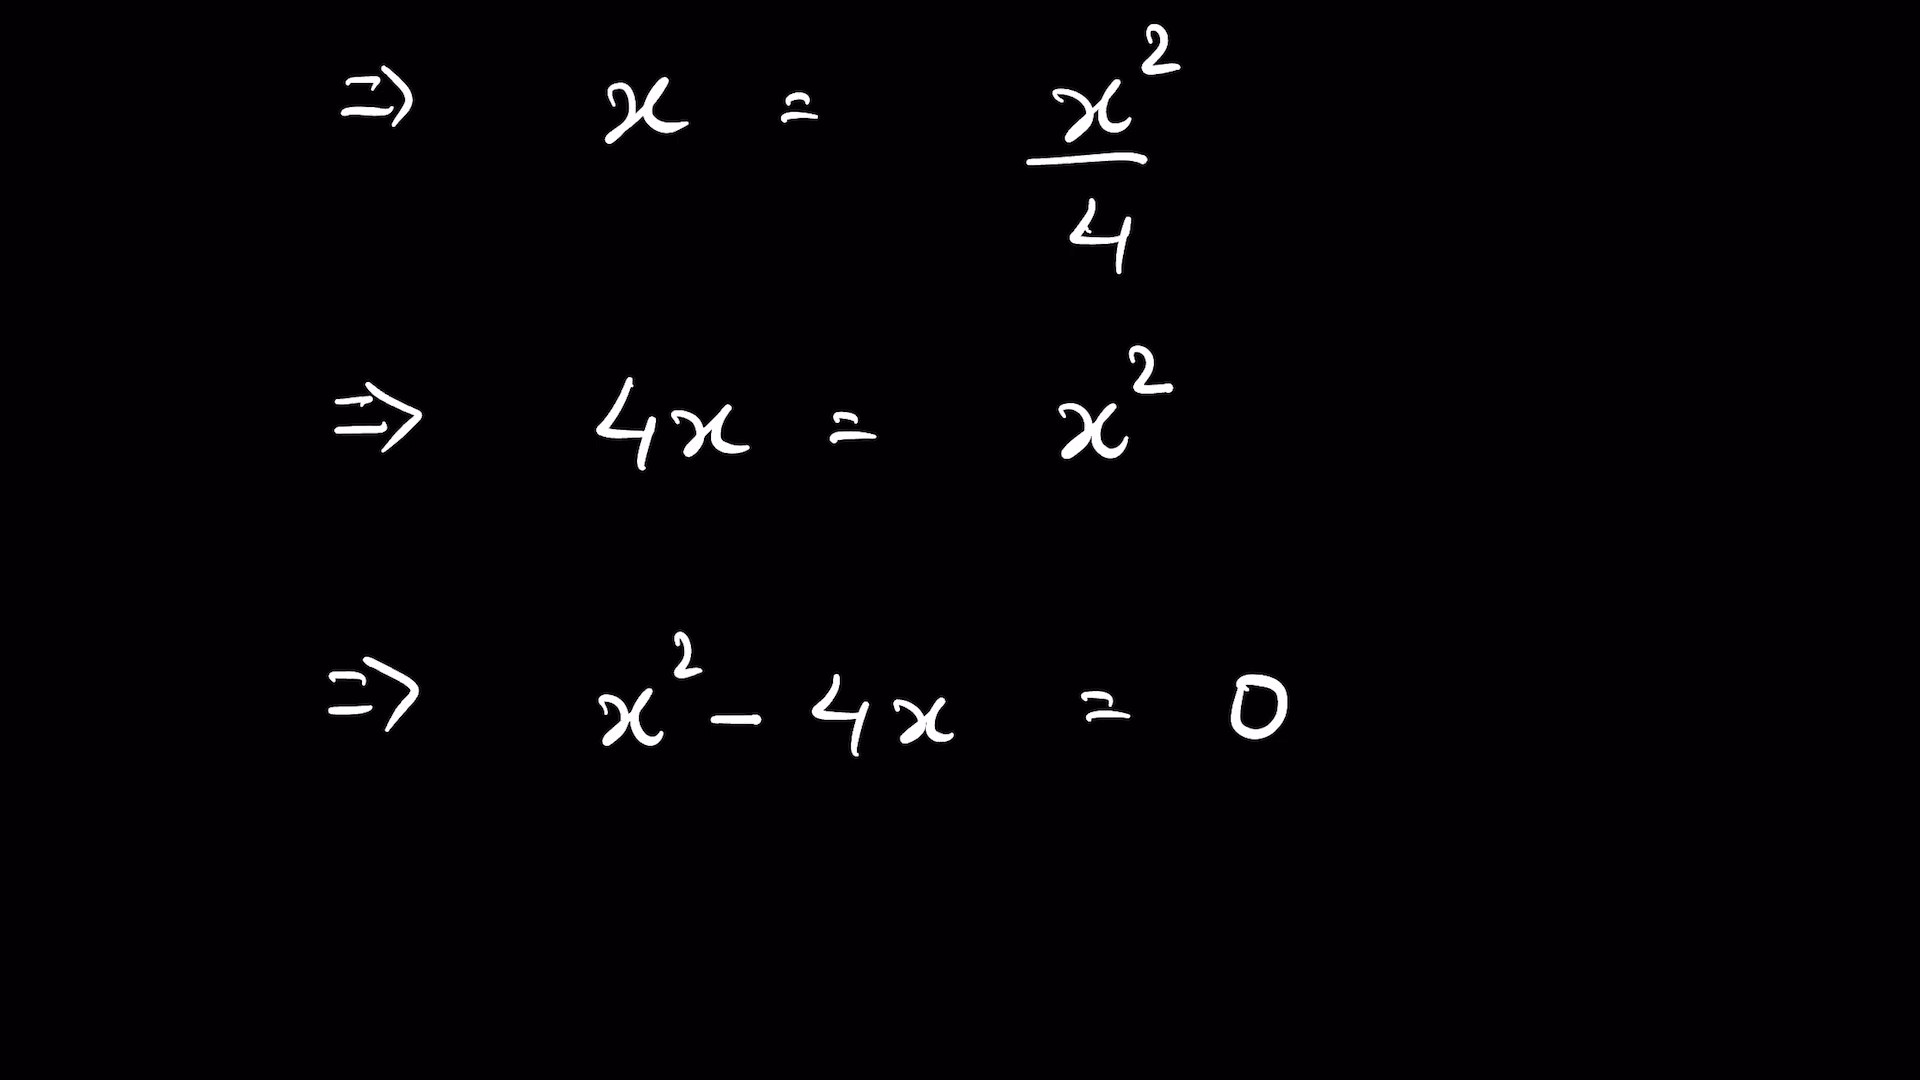 ⇒ x = x²/4
⇒ 4x = x²
⇒ x² - 4x = 0